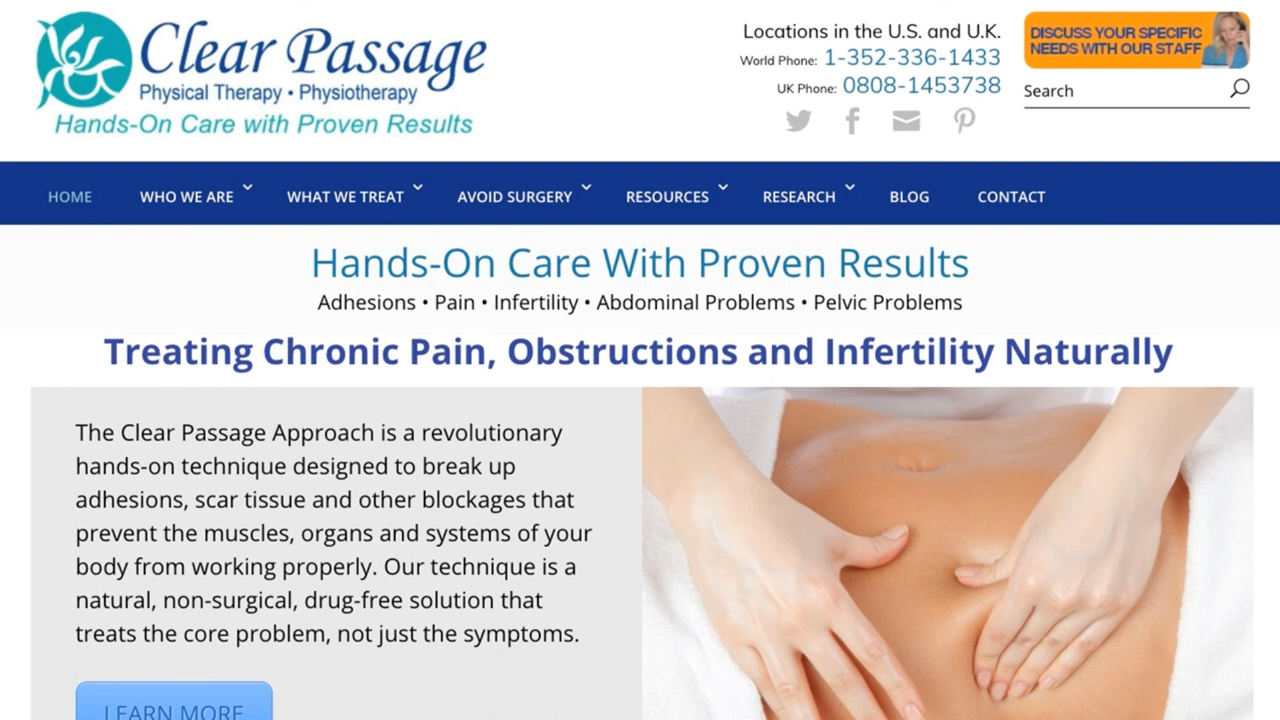 Clear Passage
Physical Therapy • Physiotherapy
Hands-On Care with Proven Results
Locations in the U.S. and U.K.
World Phone: 1-352-336-1433
UK Phone: 0808-1453738
DISCUSS YOUR SPECIFIC
NEEDS WITH OUR STAFF
Search
HOME WHO WE ARE WHAT WE TREAT AVOID SURGERY RESOURCES RESEARCH BLOG CONTACT
Hands-On Care With Proven Results
Adhesions • Pain • Infertility • Abdominal Problems • Pelvic Problems
Treating Chronic Pain, Obstructions and Infertility Naturally
The Clear Passage Approach is a revolutionary
hands-on technique designed to break up
adhesions, scar tissue and other blockages that
prevent the muscles, organs and systems of your
body from working properly. Our technique is a
natural, non-surgical, drug-free solution that
treats the core problem, not just the symptoms.
LEARN MORE